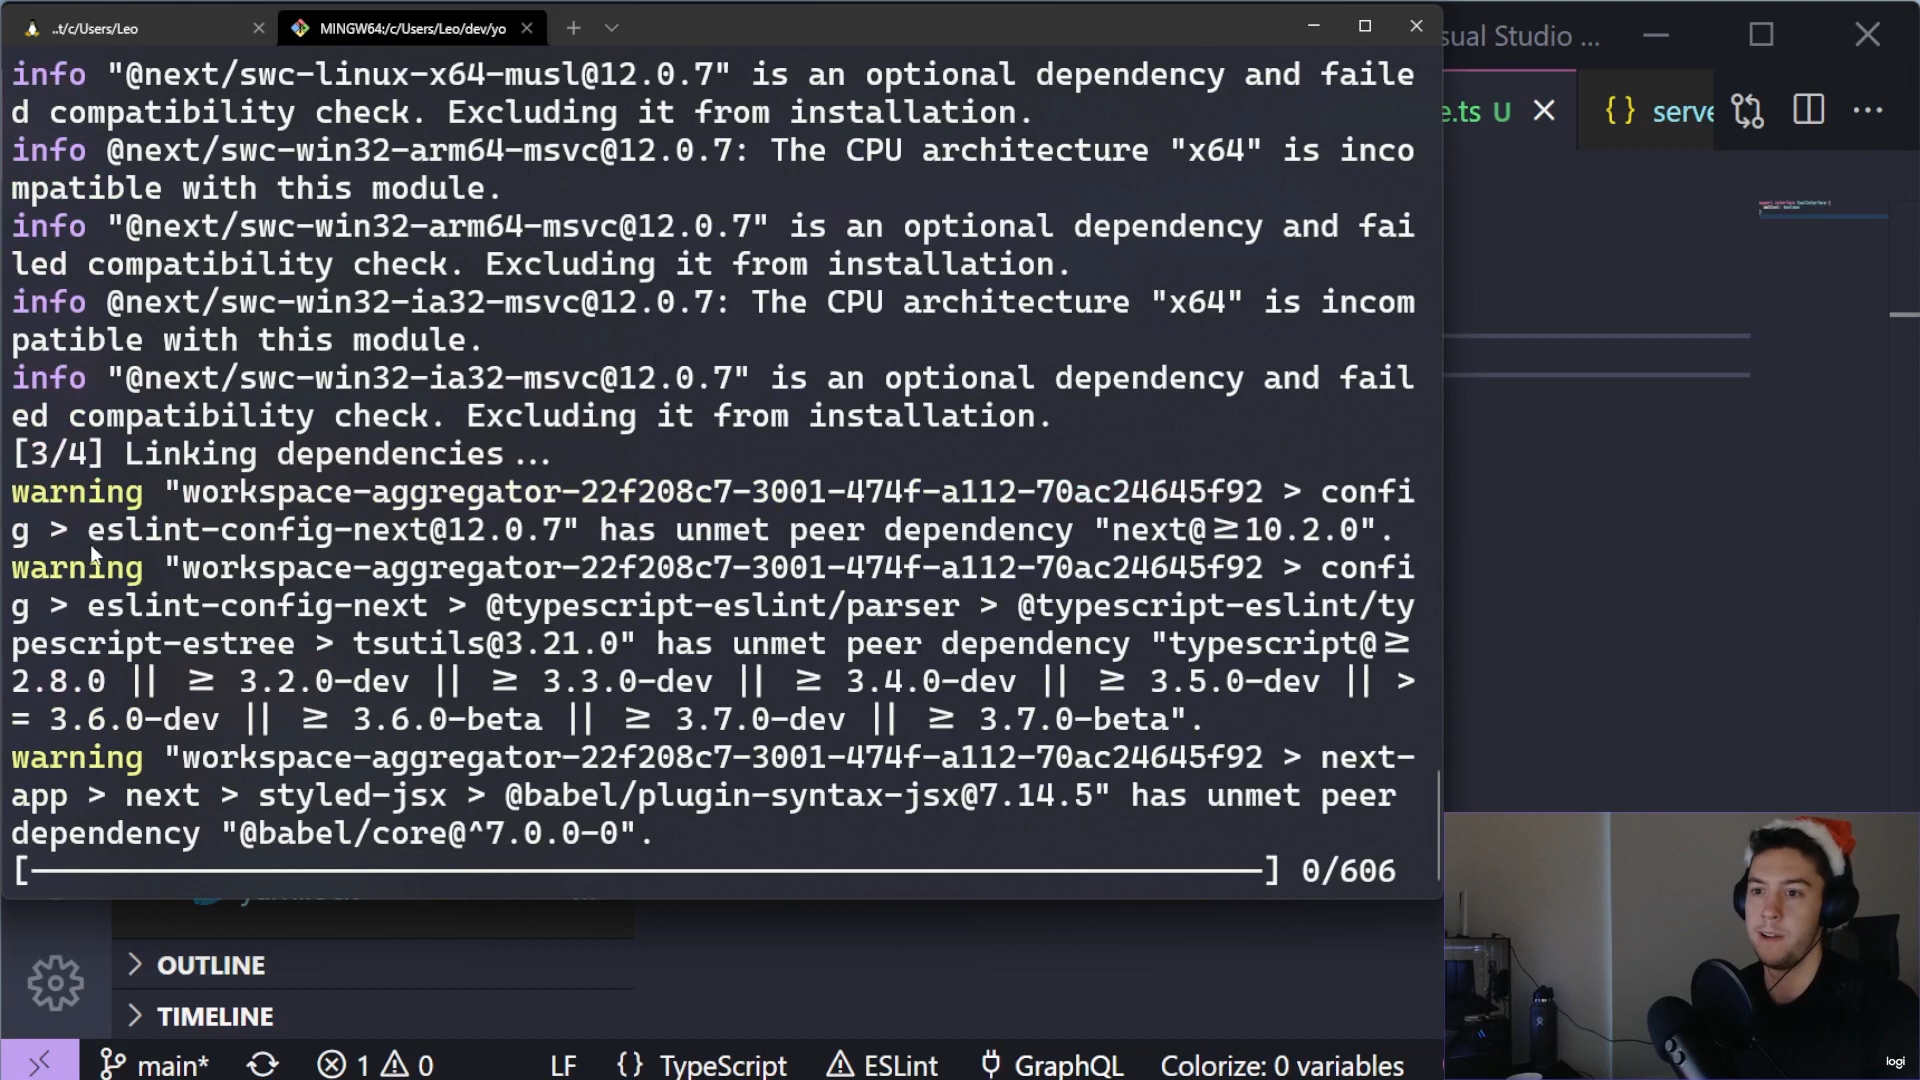 ..t/c/Users/Leo
MINGW64:/c/Users/Leo/dev/yo
sual Studio ...
info "@next/swc-linux-x64-musl@12.0.7" is an optional dependency and faile
d compatibility check. Excluding it from installation.
e.ts U
{} serve
info @next/swc-win32-arm64-msvc@12.0.7: The CPU architecture "x64" is inco
mpatible with this module.
info "@next/swc-win32-arm64-msvc@12.0.7" is an optional dependency and fai
led compatibility check. Excluding it from installation.
info @next/swc-win32-ia32-msvc@12.0.7: The CPU architecture "x64" is incom
patible with this module.
info "@next/swc-win32-ia32-msvc@12.0.7" is an optional dependency and fail
ed compatibility check. Excluding it from installation.
[3/4] Linking dependencies...
warning "workspace-aggregator-22f208c7-3001-474f-a112-70ac24645f92 > confi
g > eslint-config-next@12.0.7" has unmet peer dependency "next@≥10.2.0".
warning "workspace-aggregator-22f208c7-3001-474f-a112-70ac24645f92 > confi
g > eslint-config-next > @typescript-eslint/parser > @typescript-eslint/ty
pescript-estree > tsutils@3.21.0" has unmet peer dependency "typescript@≥
2.8.0 || ≥ 3.2.0-dev || ≥ 3.3.0-dev || ≥ 3.4.0-dev || ≥ 3.5.0-dev || >
= 3.6.0-dev || ≥ 3.6.0-beta || ≥ 3.7.0-dev || ≥ 3.7.0-beta".
warning "workspace-aggregator-22f208c7-3001-474f-a112-70ac24645f92 > next-
app > next > styled-jsx > @babel/plugin-syntax-jsx@7.14.5" has unmet peer
dependency "@babel/core@^7.0.0-0".
[—] 0/606
OUTLINE
TIMELINE
main* 1 0 LF {} TypeScript ESLint GraphQL Colorize: 0 variables
logi